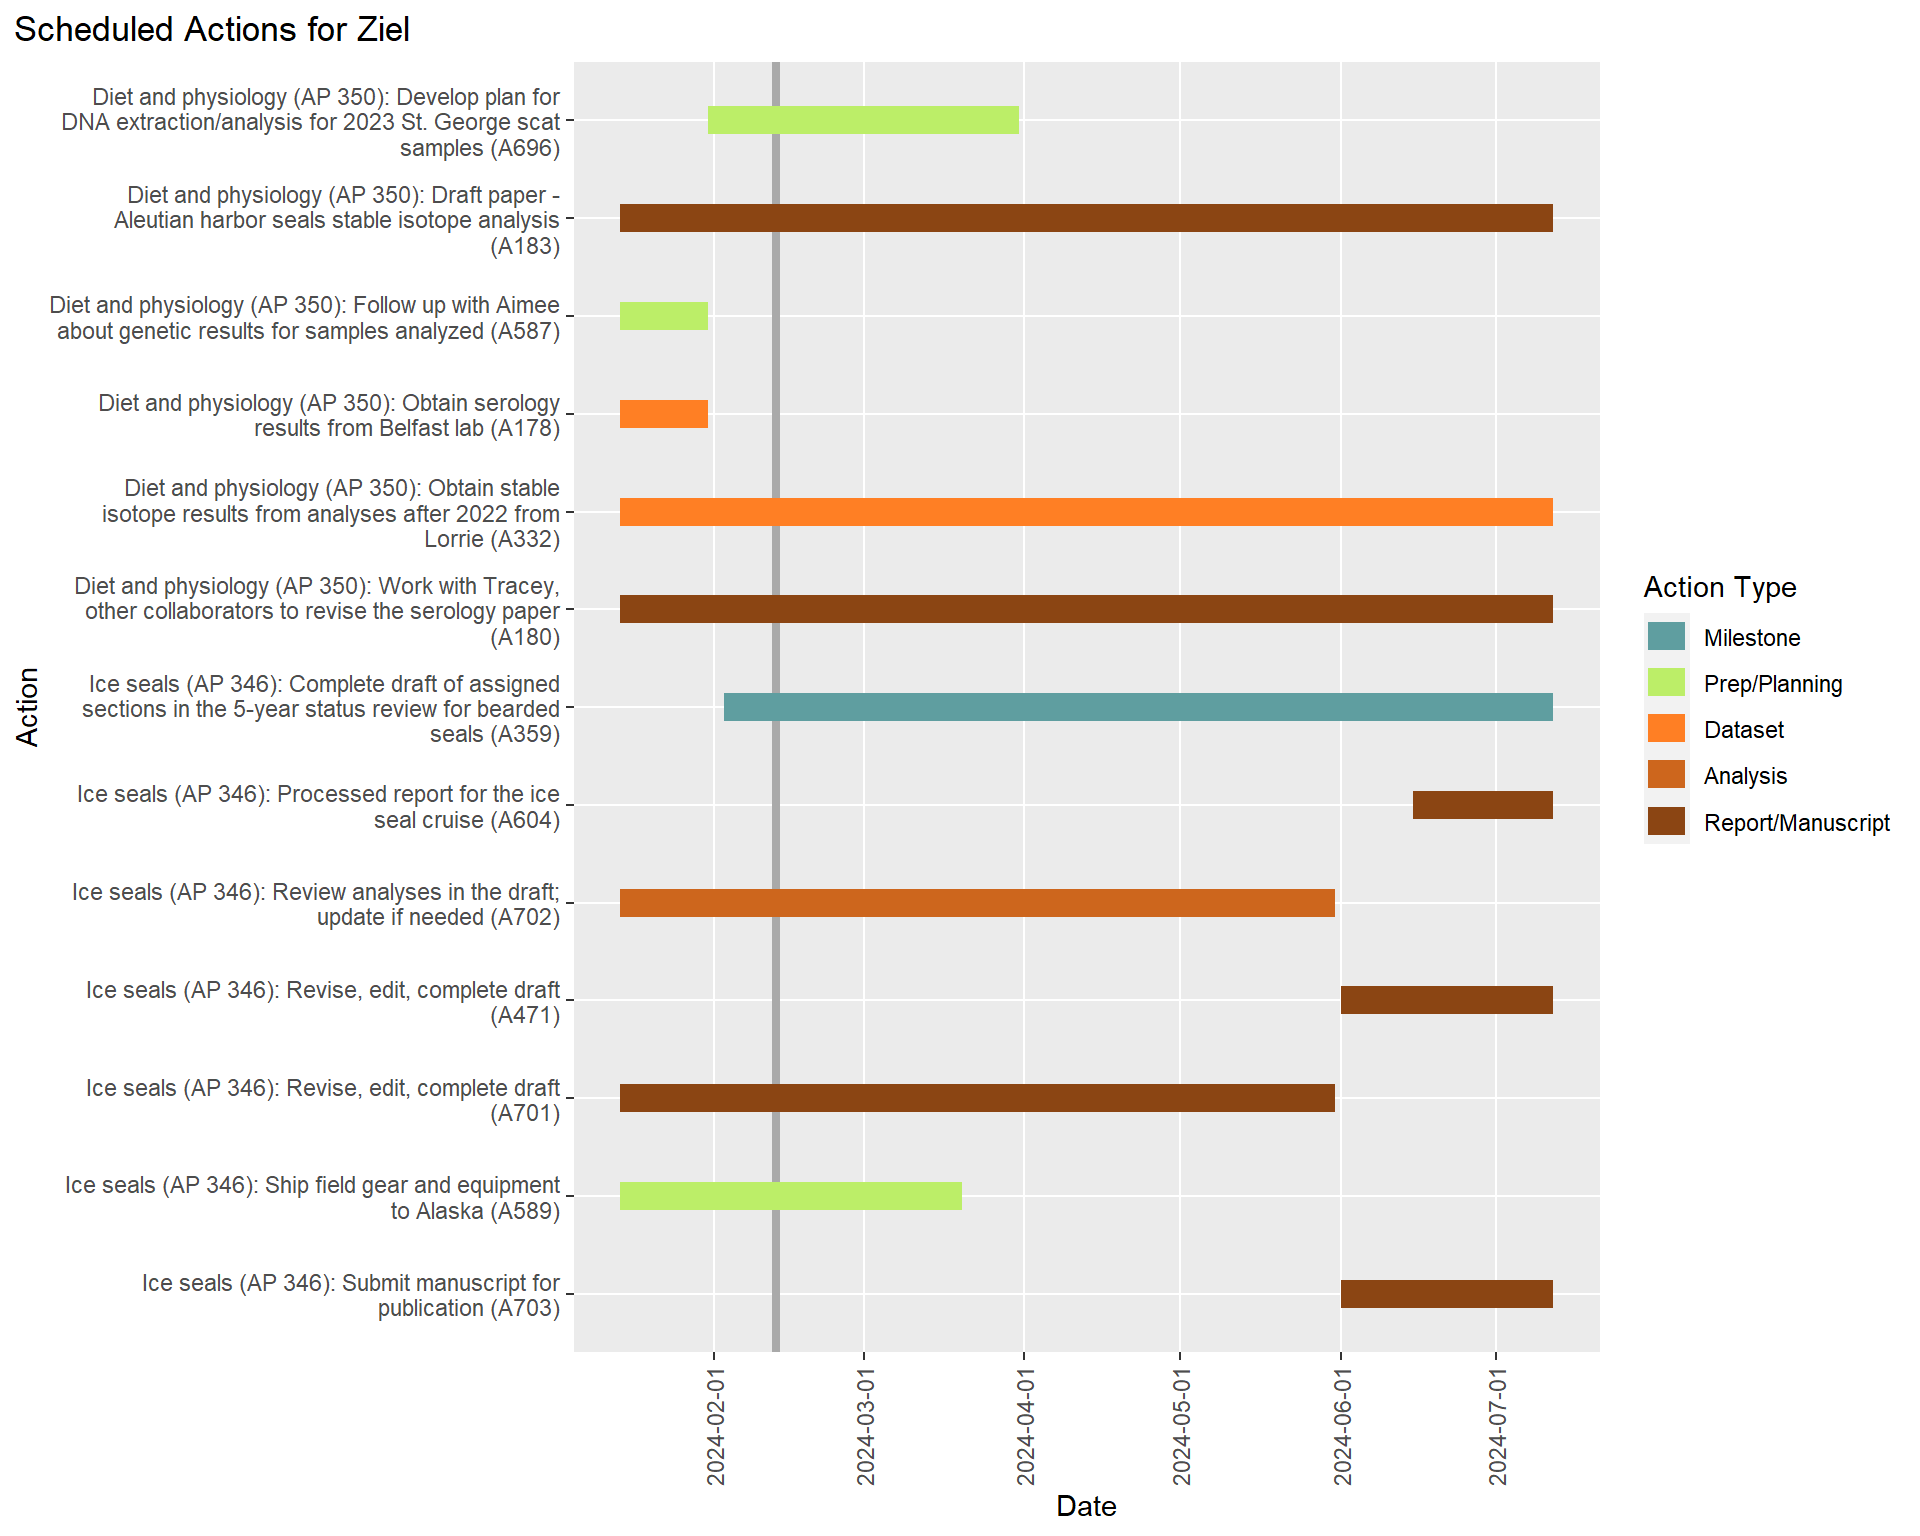 Scheduled Actions for Ziel
Diet and physiology (AP 350): Develop plan for
DNA extraction/analysis for 2023 St. George scat
samples (A696)
Diet and physiology (AP 350): Draft paper -
Aleutian harbor seals stable isotope analysis
(A183)
Diet and physiology (AP 350): Follow up with Aimee
about genetic results for samples analyzed (A587)
Diet and physiology (AP 350): Obtain serology
results from Belfast lab (A178)
Diet and physiology (AP 350): Obtain stable
isotope results from analyses after 2022 from
Lorrie (A332)
Diet and physiology (AP 350): Work with Tracey,
other collaborators to revise the serology paper
(A180)
Ice seals (AP 346): Complete draft of assigned
sections in the 5-year status review for bearded
seals (A359)
Ice seals (AP 346): Processed report for the ice
seal cruise (A604)
Ice seals (AP 346): Review analyses in the draft;
update if needed (A702)
Ice seals (AP 346): Revise, edit, complete draft
(A471)
Ice seals (AP 346): Revise, edit, complete draft
(A701)
Ice seals (AP 346): Ship field gear and equipment
to Alaska (A589)
Ice seals (AP 346): Submit manuscript for
publication (A703)
Action
2024-02-01
2024-03-01
2024-04-01
2024-05-01
2024-06-01
2024-07-01
Date
Action Type
Milestone
Prep/Planning
Dataset
Analysis
Report/Manuscript